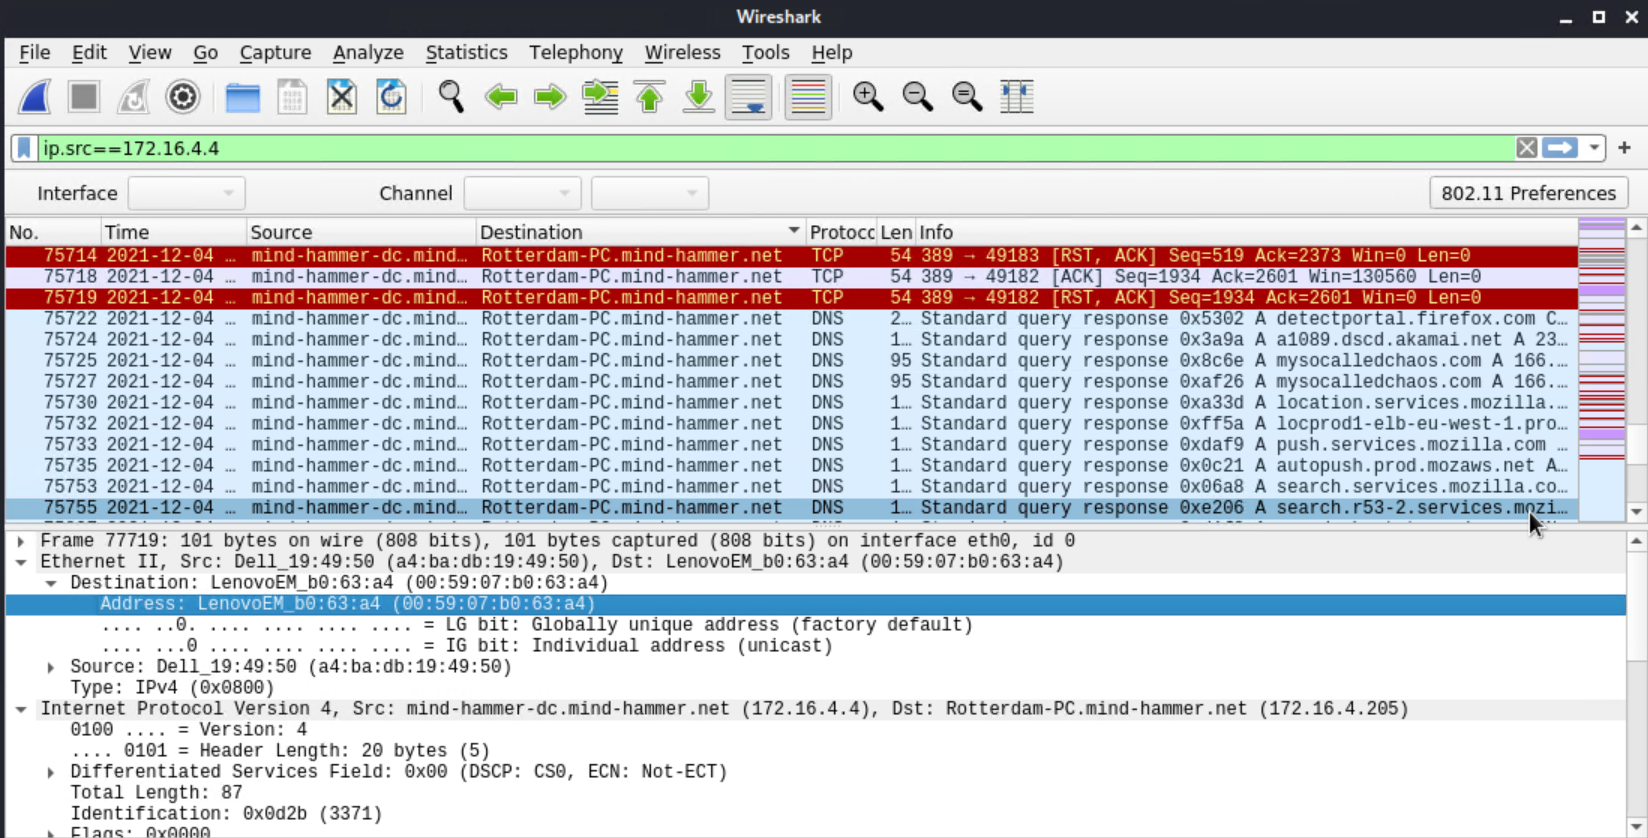 Wireshark
File Edit View Go Capture Analyze Statistics Telephony Wireless Tools Help
ip.src==172.16.4.4
Interface Channel 802.11 Preferences
No. Time Source Destination Protocc Len Info
75714 2021-12-04 … mind-hammer-dc.mind… Rotterdam-PC.mind-hammer.net TCP 54 389 → 49183 [RST, ACK] Seq=519 Ack=2373 Win=0 Len=0
75718 2021-12-04 … mind-hammer-dc.mind… Rotterdam-PC.mind-hammer.net TCP 54 389 → 49182 [ACK] Seq=1934 Ack=2601 Win=130560 Len=0
75719 2021-12-04 … mind-hammer-dc.mind… Rotterdam-PC.mind-hammer.net TCP 54 389 → 49182 [RST, ACK] Seq=1934 Ack=2601 Win=0 Len=0
75722 2021-12-04 … mind-hammer-dc.mind… Rotterdam-PC.mind-hammer.net DNS 2… Standard query response 0x5302 A detectportal.firefox.com C…
75724 2021-12-04 … mind-hammer-dc.mind… Rotterdam-PC.mind-hammer.net DNS 1… Standard query response 0x3a9a A a1089.dscd.akamai.net A 23…
75725 2021-12-04 … mind-hammer-dc.mind… Rotterdam-PC.mind-hammer.net DNS 95 Standard query response 0x8c6e A mysocalledchaos.com A 166.…
75727 2021-12-04 … mind-hammer-dc.mind… Rotterdam-PC.mind-hammer.net DNS 95 Standard query response 0xaf26 A mysocalledchaos.com A 166.…
75730 2021-12-04 … mind-hammer-dc.mind… Rotterdam-PC.mind-hammer.net DNS 1… Standard query response 0xa33d A location.services.mozilla.…
75732 2021-12-04 … mind-hammer-dc.mind… Rotterdam-PC.mind-hammer.net DNS 1… Standard query response 0xff5a A locprod1-elb-eu-west-1.pro…
75733 2021-12-04 … mind-hammer-dc.mind… Rotterdam-PC.mind-hammer.net DNS 1… Standard query response 0xdaf9 A push.services.mozilla.com …
75735 2021-12-04 … mind-hammer-dc.mind… Rotterdam-PC.mind-hammer.net DNS 1… Standard query response 0x0c21 A autopush.prod.mozaws.net A…
75753 2021-12-04 … mind-hammer-dc.mind… Rotterdam-PC.mind-hammer.net DNS 1… Standard query response 0x06a8 A search.services.mozilla.co…
75755 2021-12-04 … mind-hammer-dc.mind… Rotterdam-PC.mind-hammer.net DNS 1… Standard query response 0xe206 A search.r53-2.services.mozi…
Frame 77719: 101 bytes on wire (808 bits), 101 bytes captured (808 bits) on interface eth0, id 0
Ethernet II, Src: Dell_19:49:50 (a4:ba:db:19:49:50), Dst: LenovoEM_b0:63:a4 (00:59:07:b0:63:a4)
Destination: LenovoEM_b0:63:a4 (00:59:07:b0:63:a4)
Address: LenovoEM_b0:63:a4 (00:59:07:b0:63:a4)
.... ..0. .... .... .... .... = LG bit: Globally unique address (factory default)
.... ...0 .... .... .... .... = IG bit: Individual address (unicast)
Source: Dell_19:49:50 (a4:ba:db:19:49:50)
Type: IPv4 (0x0800)
Internet Protocol Version 4, Src: mind-hammer-dc.mind-hammer.net (172.16.4.4), Dst: Rotterdam-PC.mind-hammer.net (172.16.4.205)
0100 .... = Version: 4
.... 0101 = Header Length: 20 bytes (5)
Differentiated Services Field: 0x00 (DSCP: CS0, ECN: Not-ECT)
Total Length: 87
Identification: 0x0d2b (3371)
Flags: 0x0000